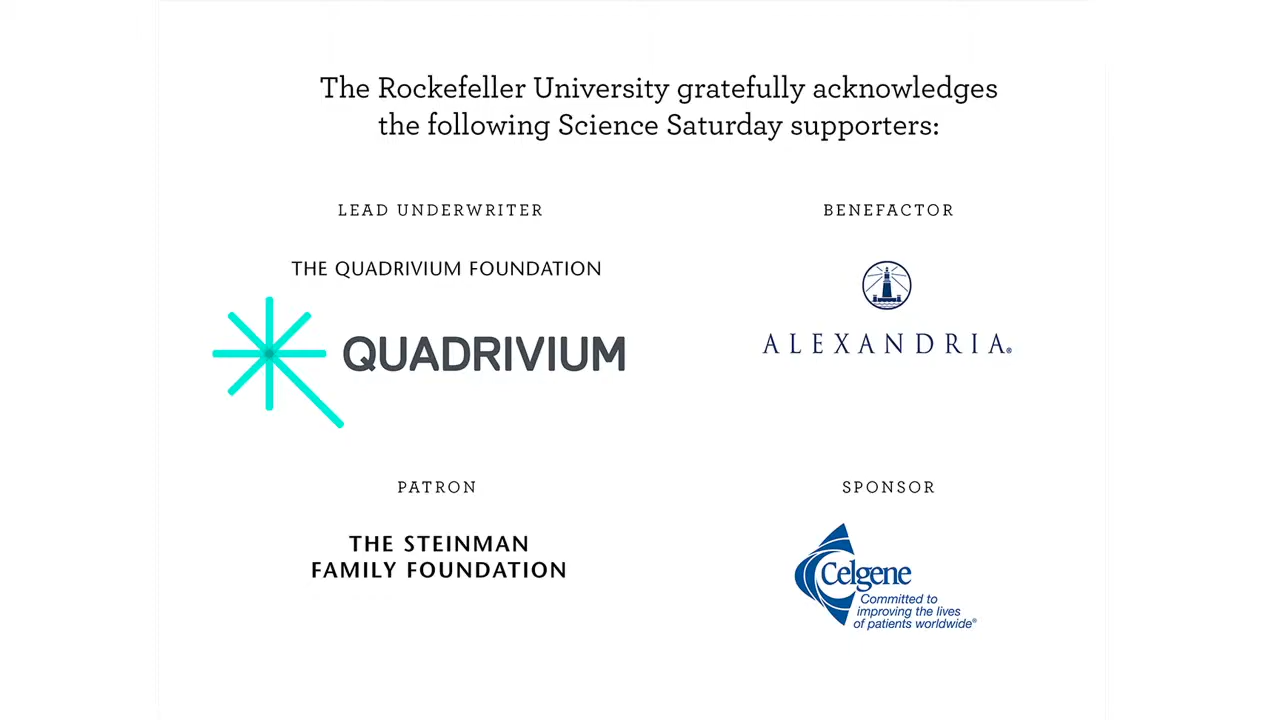 The Rockefeller University gratefully acknowledges
the following Science Saturday supporters:
LEAD UNDERWRITER
THE QUADRIVIUM FOUNDATION
QUADRIVIUM
BENEFACTOR
ALEXANDRIA®
PATRON
THE STEINMAN
FAMILY FOUNDATION
SPONSOR
Celgene
Committed to
improving the lives
of patients worldwide®